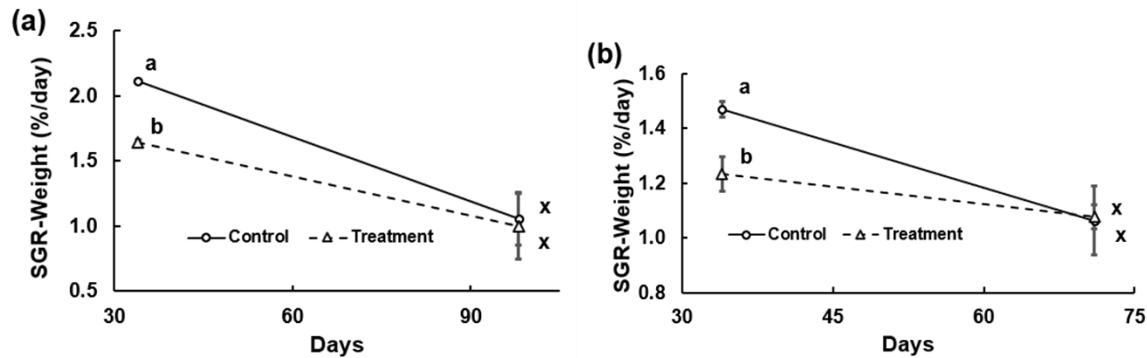 (a)
SGR-Weight (%/day)
2.5
2.0
1.5
1.0
0.5
a
b
x
x
Control
Treatment
30
60
90
Days
(b)
SGR-Weight (%/day)
1.6
1.4
1.2
1.0
0.8
a
b
x
x
Control
Treatment
30
45
60
75
Days